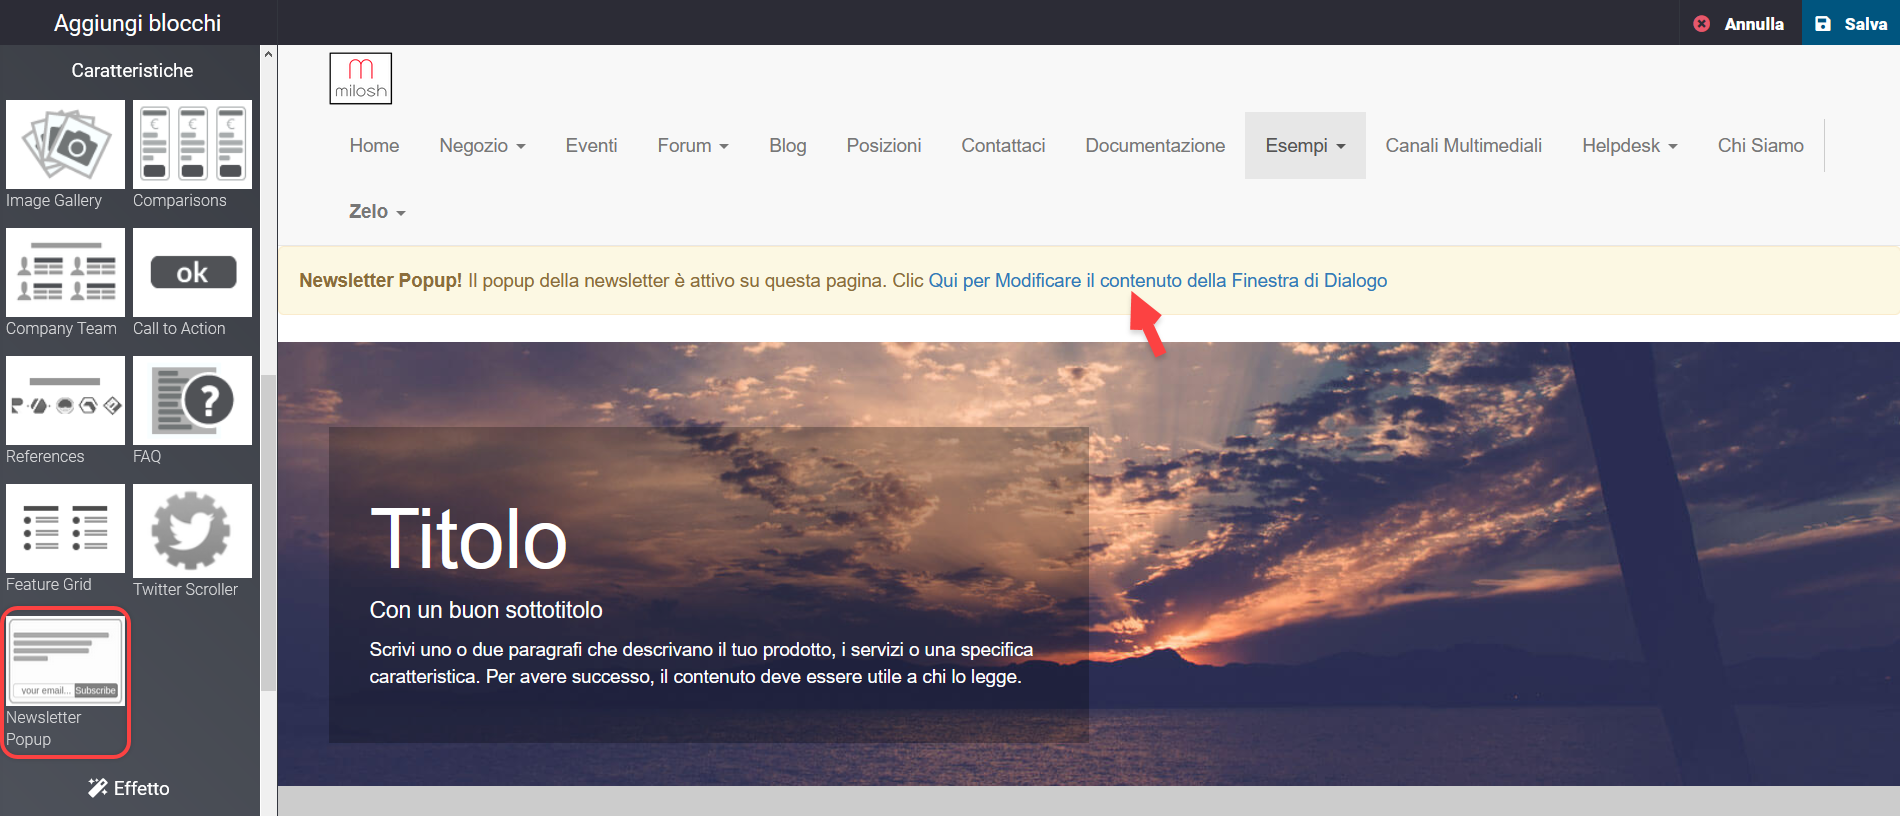 Aggiungi blocchi
Annulla
Salva
Caratteristiche
Image Gallery
Comparisons
ok
Company Team
Call to Action
?
References
FAQ
Feature Grid
Twitter Scroller
your email... Subscribe
Newsletter
Popup
Effetto
m
milosh
Home
Negozio
Eventi
Forum
Blog
Posizioni
Contattaci
Documentazione
Esempi
Canali Multimediali
Helpdesk
Chi Siamo
Zelo
Newsletter Popup! Il popup della newsletter è attivo su questa pagina. Clic Qui per Modificare il contenuto della Finestra di Dialogo
Titolo
Con un buon sottotitolo
Scrivi uno o due paragrafi che descrivano il tuo prodotto, i servizi o una specifica
caratteristica. Per avere successo, il contenuto deve essere utile a chi lo legge.